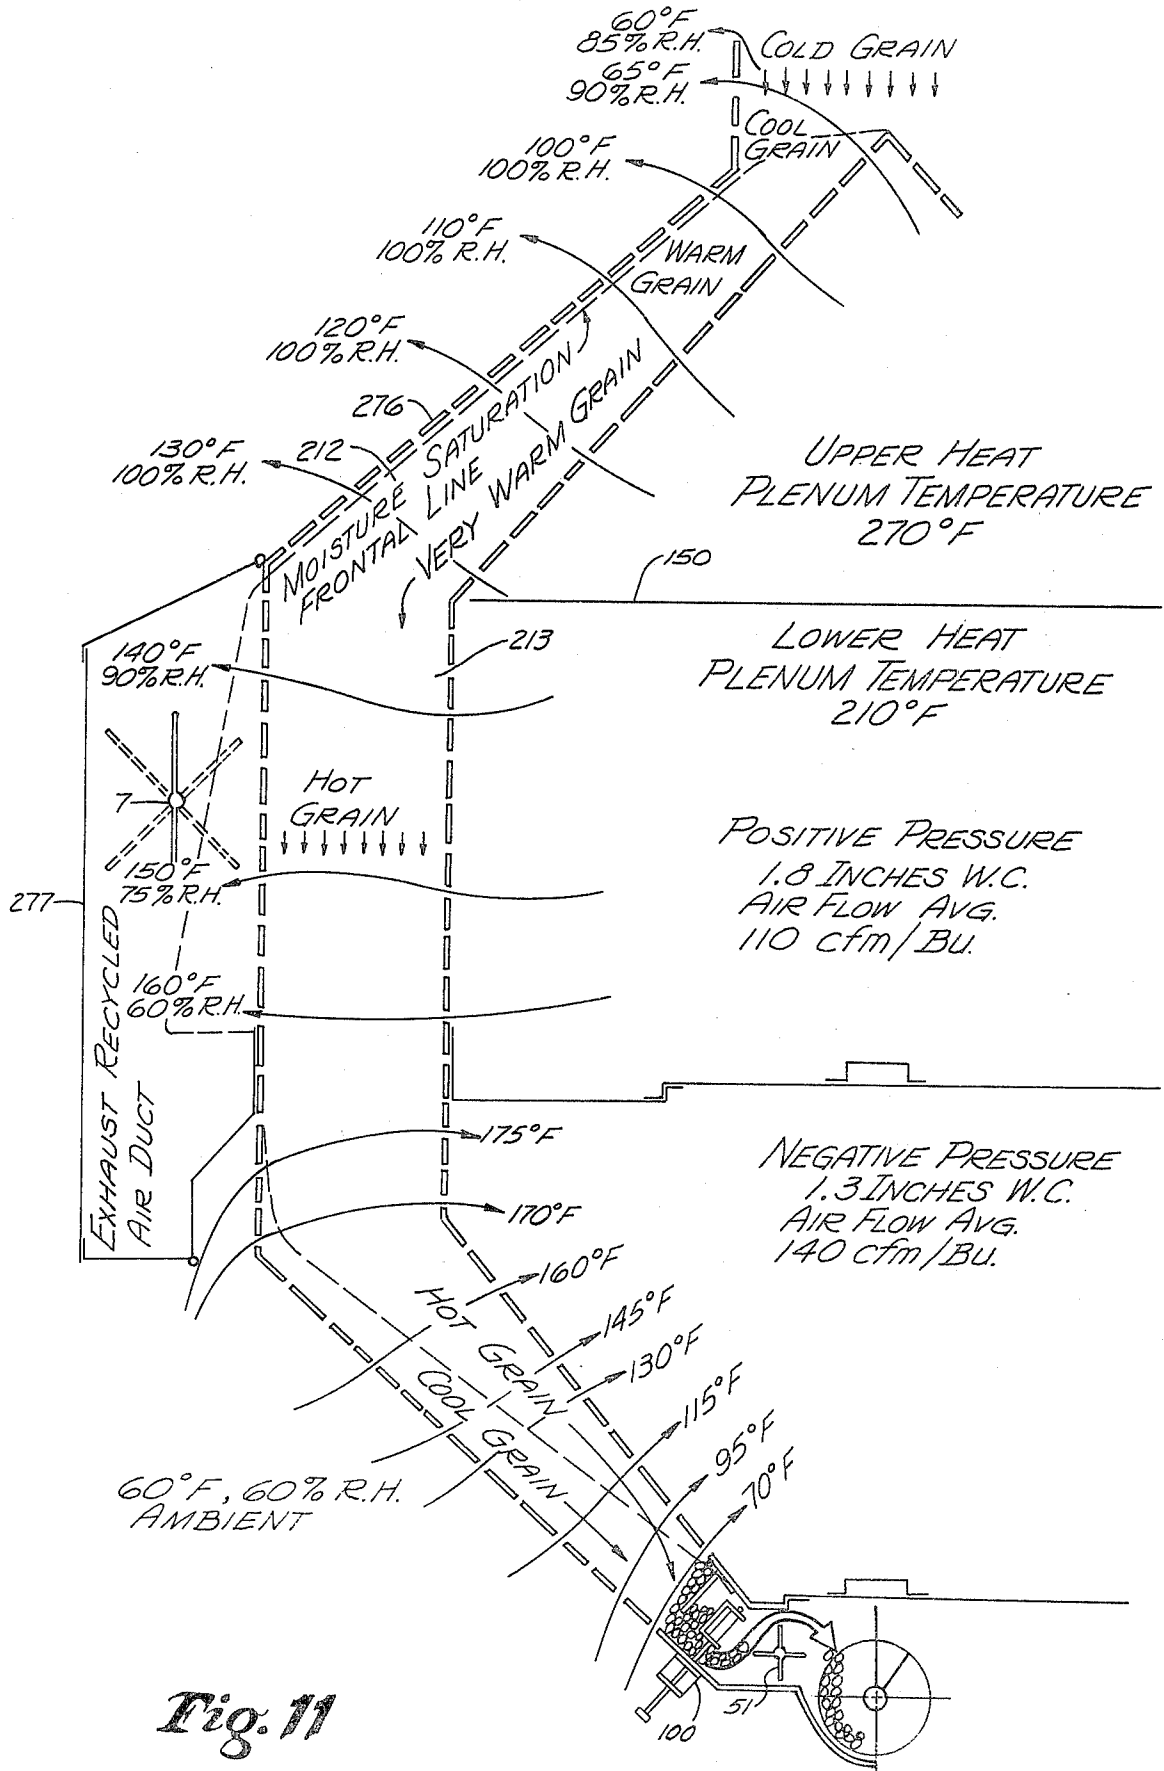 60°F
85% R.H.
COLD GRAIN
65°F
90% R.H.
COOL
GRAIN
100°F
100% R.H.
110°F
100% R.H.
WARM
GRAIN
120°F
100% R.H.
276
130°F
100% R.H.
212
MOISTURE SATURATION
FRONTAL LINE
VERY WARM GRAIN
UPPER HEAT
PLENUM TEMPERATURE
270°F
150
LOWER HEAT
PLENUM TEMPERATURE
210°F
213
140°F
90% R.H.
7
HOT
GRAIN
150°F
75% R.H.
277
POSITIVE PRESSURE
1.8 INCHES W.C.
AIR FLOW AVG.
110 cfm/BU.
160°F
60% R.H.
EXHAUST RECYCLED
AIR DUCT
175°F
170°F
NEGATIVE PRESSURE
1.3 INCHES W.C.
AIR FLOW AVG.
140 cfm/BU.
160°F
HOT GRAIN
145°F
130°F
COOL GRAIN
115°F
95°F
70°F
60°F, 60% R.H.
AMBIENT
51
100
Fig. 11